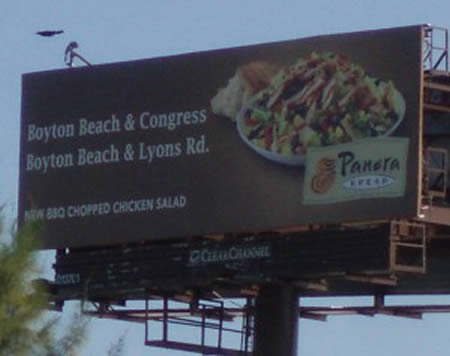 Boyton Beach & Congress
Boyton Beach & Lyons Rd.
NEW BBQ CHOPPED CHICKEN SALAD
Panera
BREAD
CLEARCHANNEL